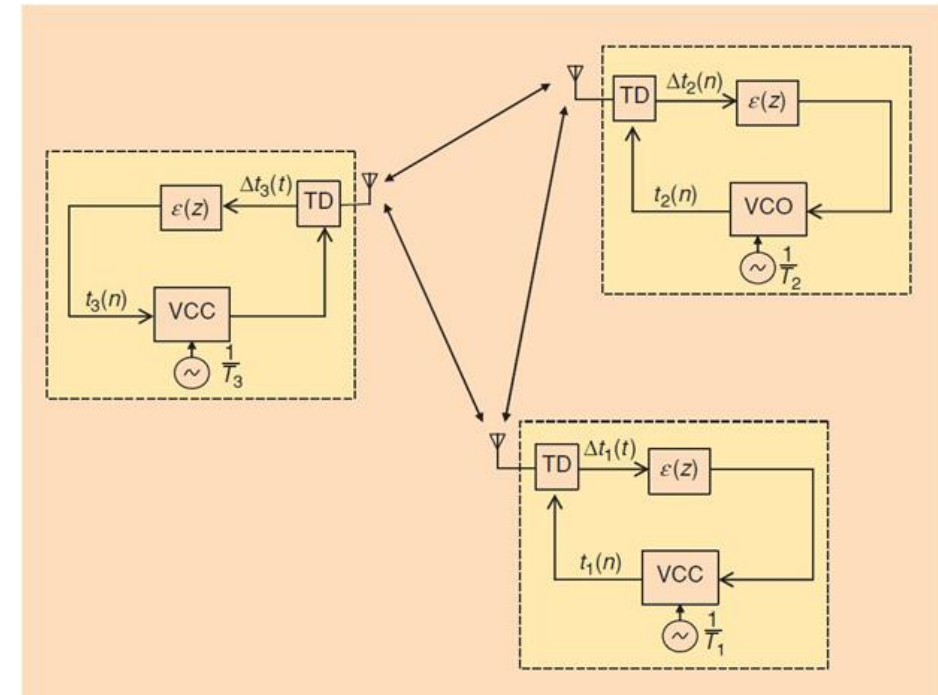 TD
Δt₂(n)
ε(z)
t₂(n)
VCO
~
1/T₂
Δt₃(t)
TD
ε(z)
t₃(n)
VCC
~
1/T₃
TD
Δt₁(t)
ε(z)
t₁(n)
VCC
~
1/T₁